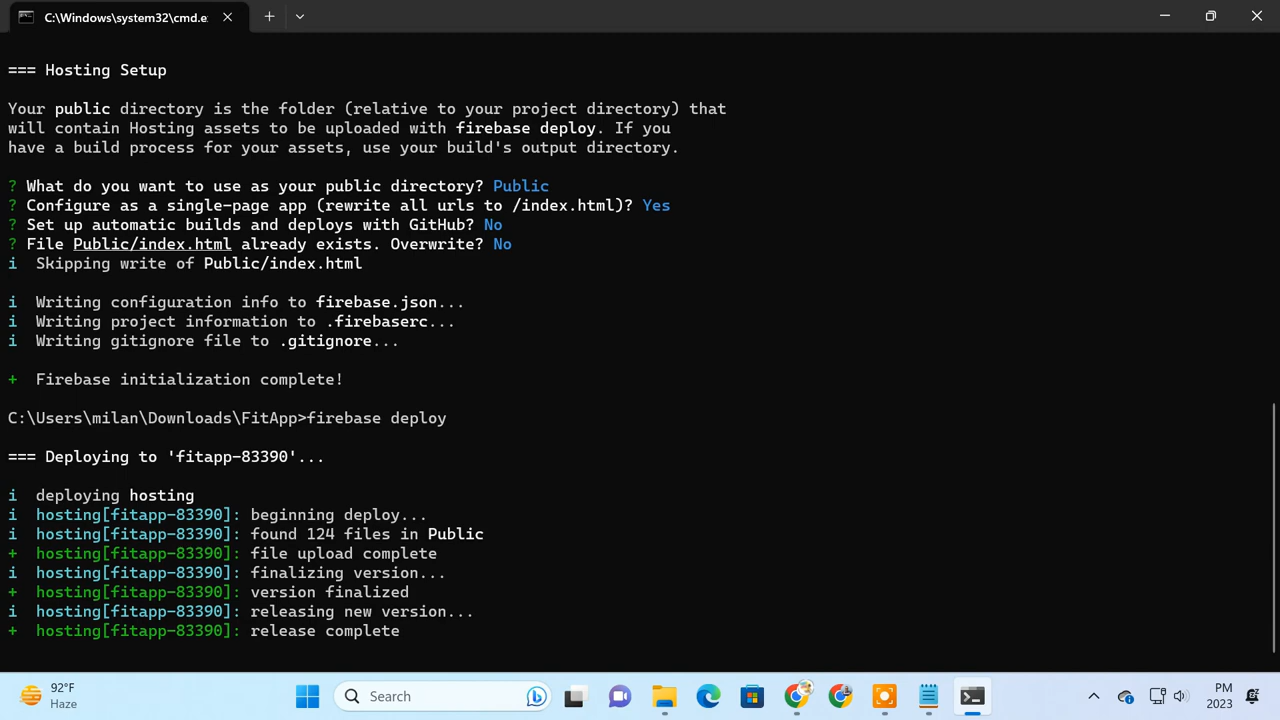 C:\Windows\system32\cmd.e
=== Hosting Setup
Your public directory is the folder (relative to your project directory) that
will contain Hosting assets to be uploaded with firebase deploy. If you
have a build process for your assets, use your build's output directory.
? What do you want to use as your public directory? Public
? Configure as a single-page app (rewrite all urls to /index.html)? Yes
? Set up automatic builds and deploys with GitHub? No
? File Public/index.html already exists. Overwrite? No
i  Skipping write of Public/index.html
i  Writing configuration info to firebase.json...
i  Writing project information to .firebaserc...
i  Writing gitignore file to .gitignore...
+  Firebase initialization complete!
C:\Users\milan\Downloads\FitApp>firebase deploy
=== Deploying to 'fitapp-83390'...
i  deploying hosting
i  hosting[fitapp-83390]: beginning deploy...
i  hosting[fitapp-83390]: found 124 files in Public
+  hosting[fitapp-83390]: file upload complete
i  hosting[fitapp-83390]: finalizing version...
+  hosting[fitapp-83390]: version finalized
i  hosting[fitapp-83390]: releasing new version...
+  hosting[fitapp-83390]: release complete
92°F
Haze
Search
PM
2023